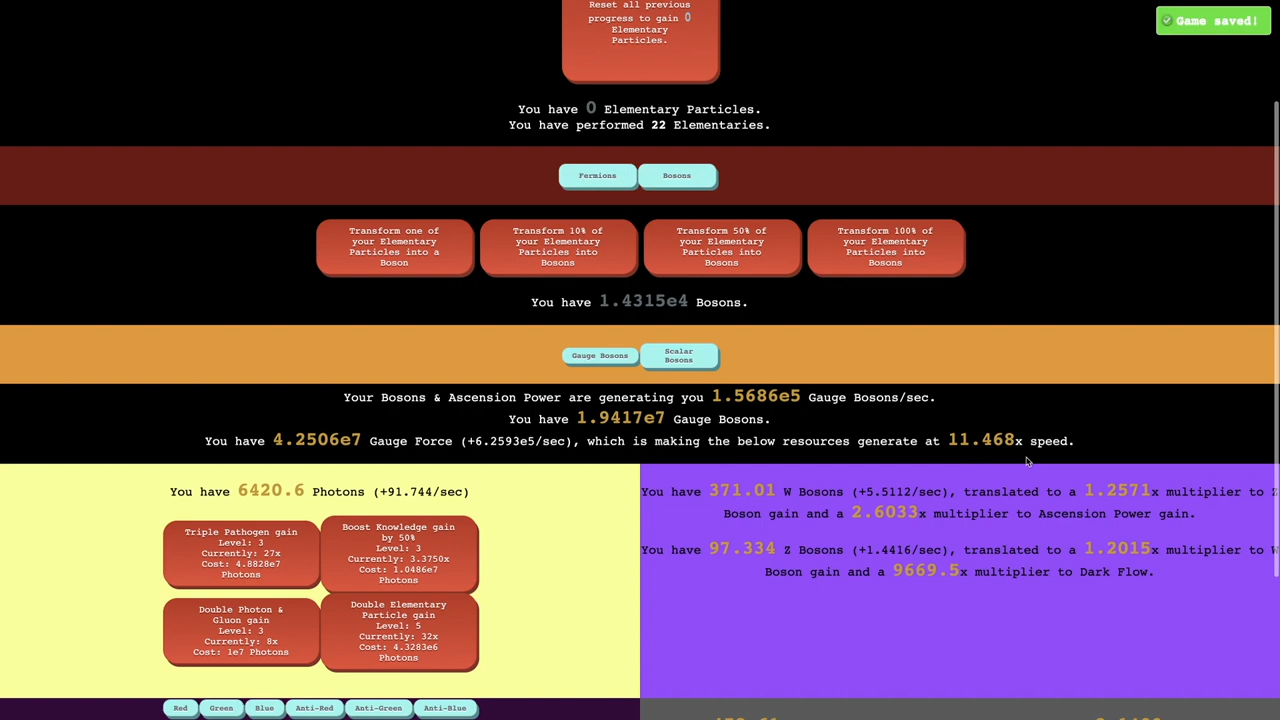 Reset all previous
progress to gain 0
Elementary
Particles.
Game saved!
You have 0 Elementary Particles.
You have performed 22 Elementaries.
Fermions
Bosons
Transform one of
your Elementary
Particles into a
Boson
Transform 10% of
your Elementary
Particles into
Bosons
Transform 50% of
your Elementary
Particles into
Bosons
Transform 100% of
your Elementary
Particles into
Bosons
You have 1.4315e4 Bosons.
Gauge Bosons
Scalar
Bosons
Your Bosons & Ascension Power are generating you 1.5686e5 Gauge Bosons/sec.
You have 1.9417e7 Gauge Bosons.
You have 4.2506e7 Gauge Force (+6.2593e5/sec), which is making the below resources generate at 11.468x speed.
You have 6420.6 Photons (+91.744/sec)
Triple Pathogen gain
Level: 3
Currently: 27x
Cost: 4.8828e7
Photons
Boost Knowledge gain
by 50%
Level: 3
Currently: 3.3750x
Cost: 1.0486e7
Photons
Double Photon &
Gluon gain
Level: 3
Currently: 8x
Cost: 1e7 Photons
Double Elementary
Particle gain
Level: 5
Currently: 32x
Cost: 4.3283e6
Photons
You have 371.01 W Bosons (+5.5112/sec), translated to a 1.2571x multiplier to Z
Boson gain and a 2.6033x multiplier to Ascension Power gain.
You have 97.334 Z Bosons (+1.4416/sec), translated to a 1.2015x multiplier to W
Boson gain and a 9669.5x multiplier to Dark Flow.
Red
Green
Blue
Anti-Red
Anti-Green
Anti-Blue